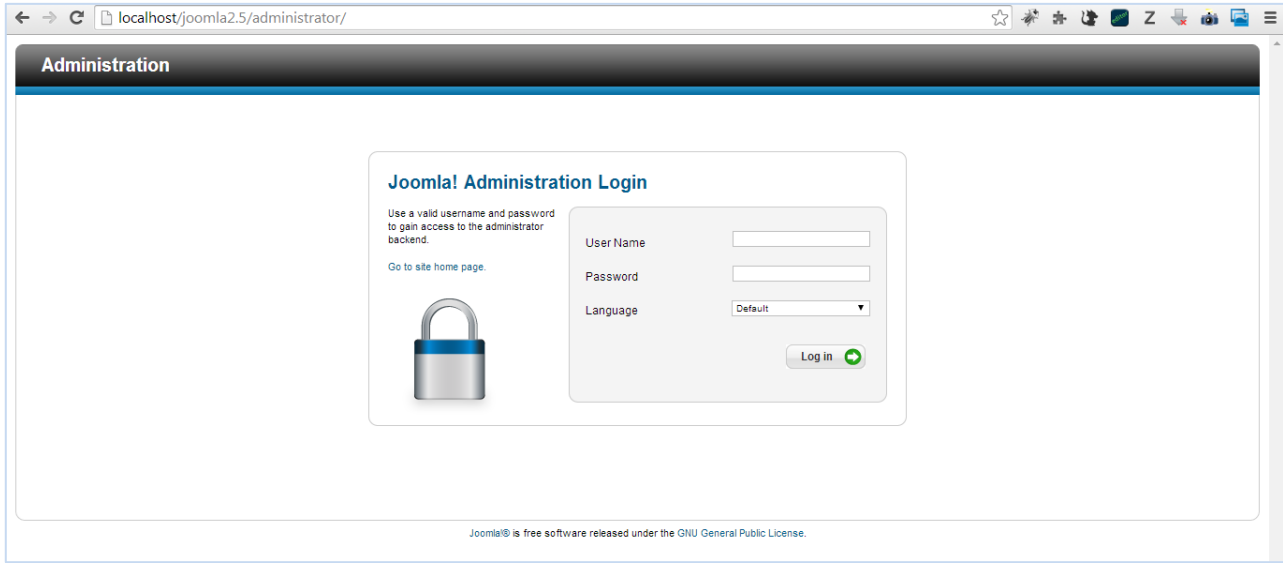 localhost/joomla2.5/administrator/
Administration
Joomla! Administration Login
Use a valid username and password
to gain access to the administrator
backend.
Go to site home page.
User Name
Password
Language
Default
Log in
Joomla!® is free software released under the GNU General Public License.